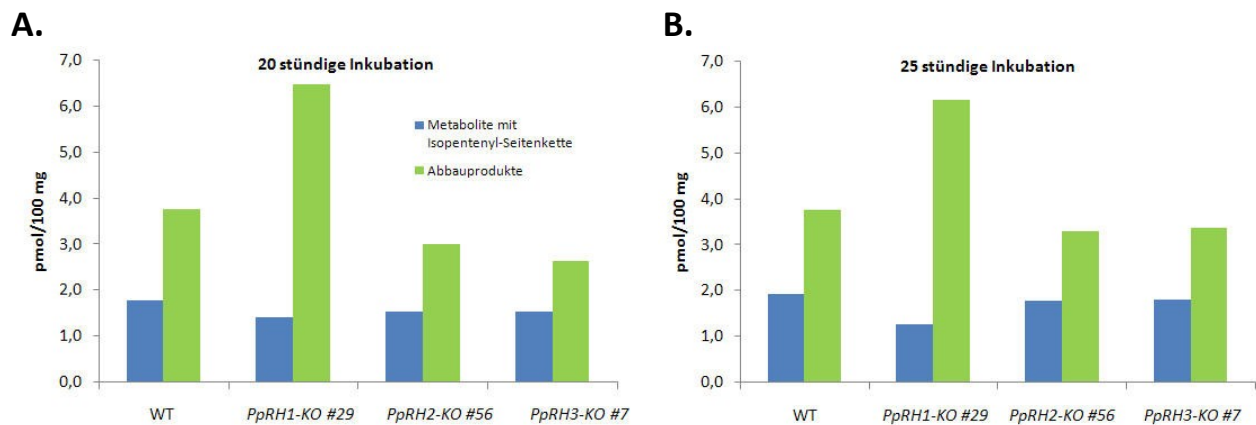 A.
20 stündige Inkubation
7,0
6,0
5,0
4,0
3,0
2,0
1,0
0,0
pmol/100 mg
Metabolite mit
Isopentenyl-Seitenkette
Abbauprodukte
WT
PpRH1-KO #29
PpRH2-KO #56
PpRH3-KO #7
B.
25 stündige Inkubation
7,0
6,0
5,0
4,0
3,0
2,0
1,0
0,0
pmol/100 mg
WT
PpRH1-KO #29
PpRH2-KO #56
PpRH3-KO #7